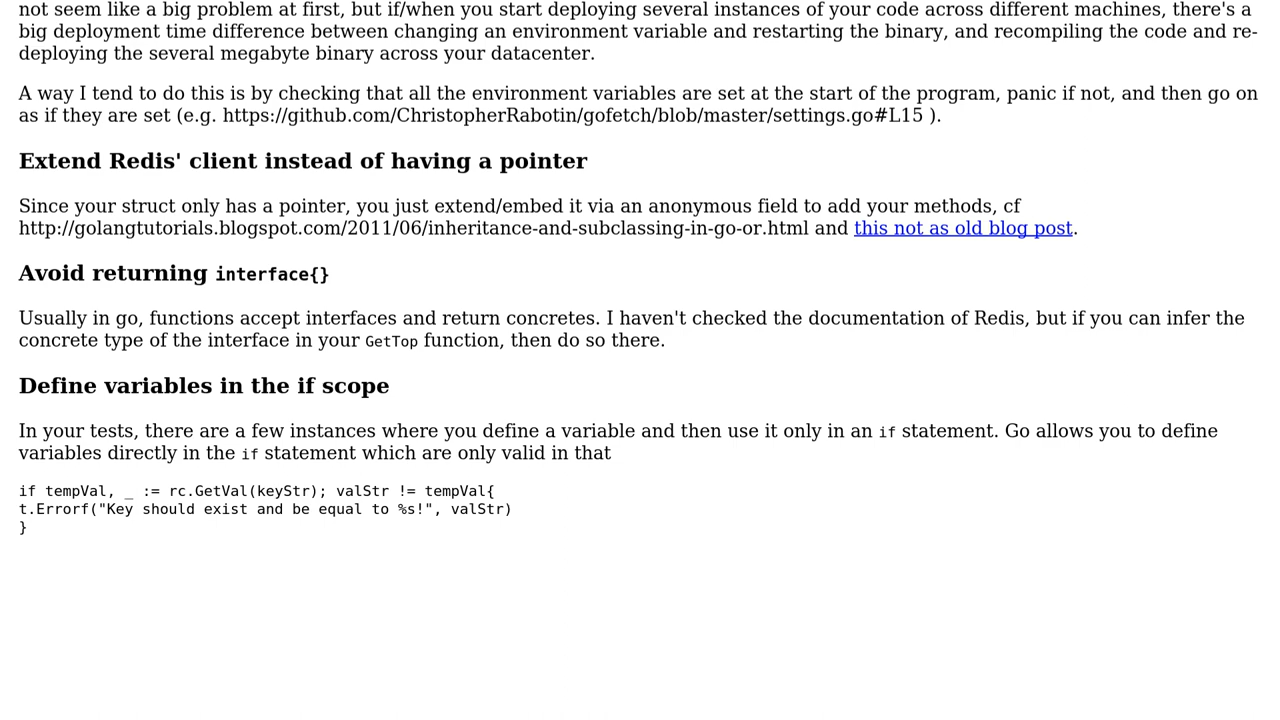 not seem like a big problem at first, but if/when you start deploying several instances of your code across different machines, there's a
big deployment time difference between changing an environment variable and restarting the binary, and recompiling the code and re-
deploying the several megabyte binary across your datacenter.
A way I tend to do this is by checking that all the environment variables are set at the start of the program, panic if not, and then go on
as if they are set (e.g. https://github.com/ChristopherRabotin/gofetch/blob/master/settings.go#L15 ).
Extend Redis' client instead of having a pointer
Since your struct only has a pointer, you just extend/embed it via an anonymous field to add your methods, cf
http://golangtutorials.blogspot.com/2011/06/inheritance-and-subclassing-in-go-or.html and this not as old blog post.
Avoid returning interface{}
Usually in go, functions accept interfaces and return concretes. I haven't checked the documentation of Redis, but if you can infer the
concrete type of the interface in your GetTop function, then do so there.
Define variables in the if scope
In your tests, there are a few instances where you define a variable and then use it only in an if statement. Go allows you to define
variables directly in the if statement which are only valid in that
if tempVal, _ := rc.GetVal(keyStr); valStr != tempVal{
t.Errorf("Key should exist and be equal to %s!", valStr)
}